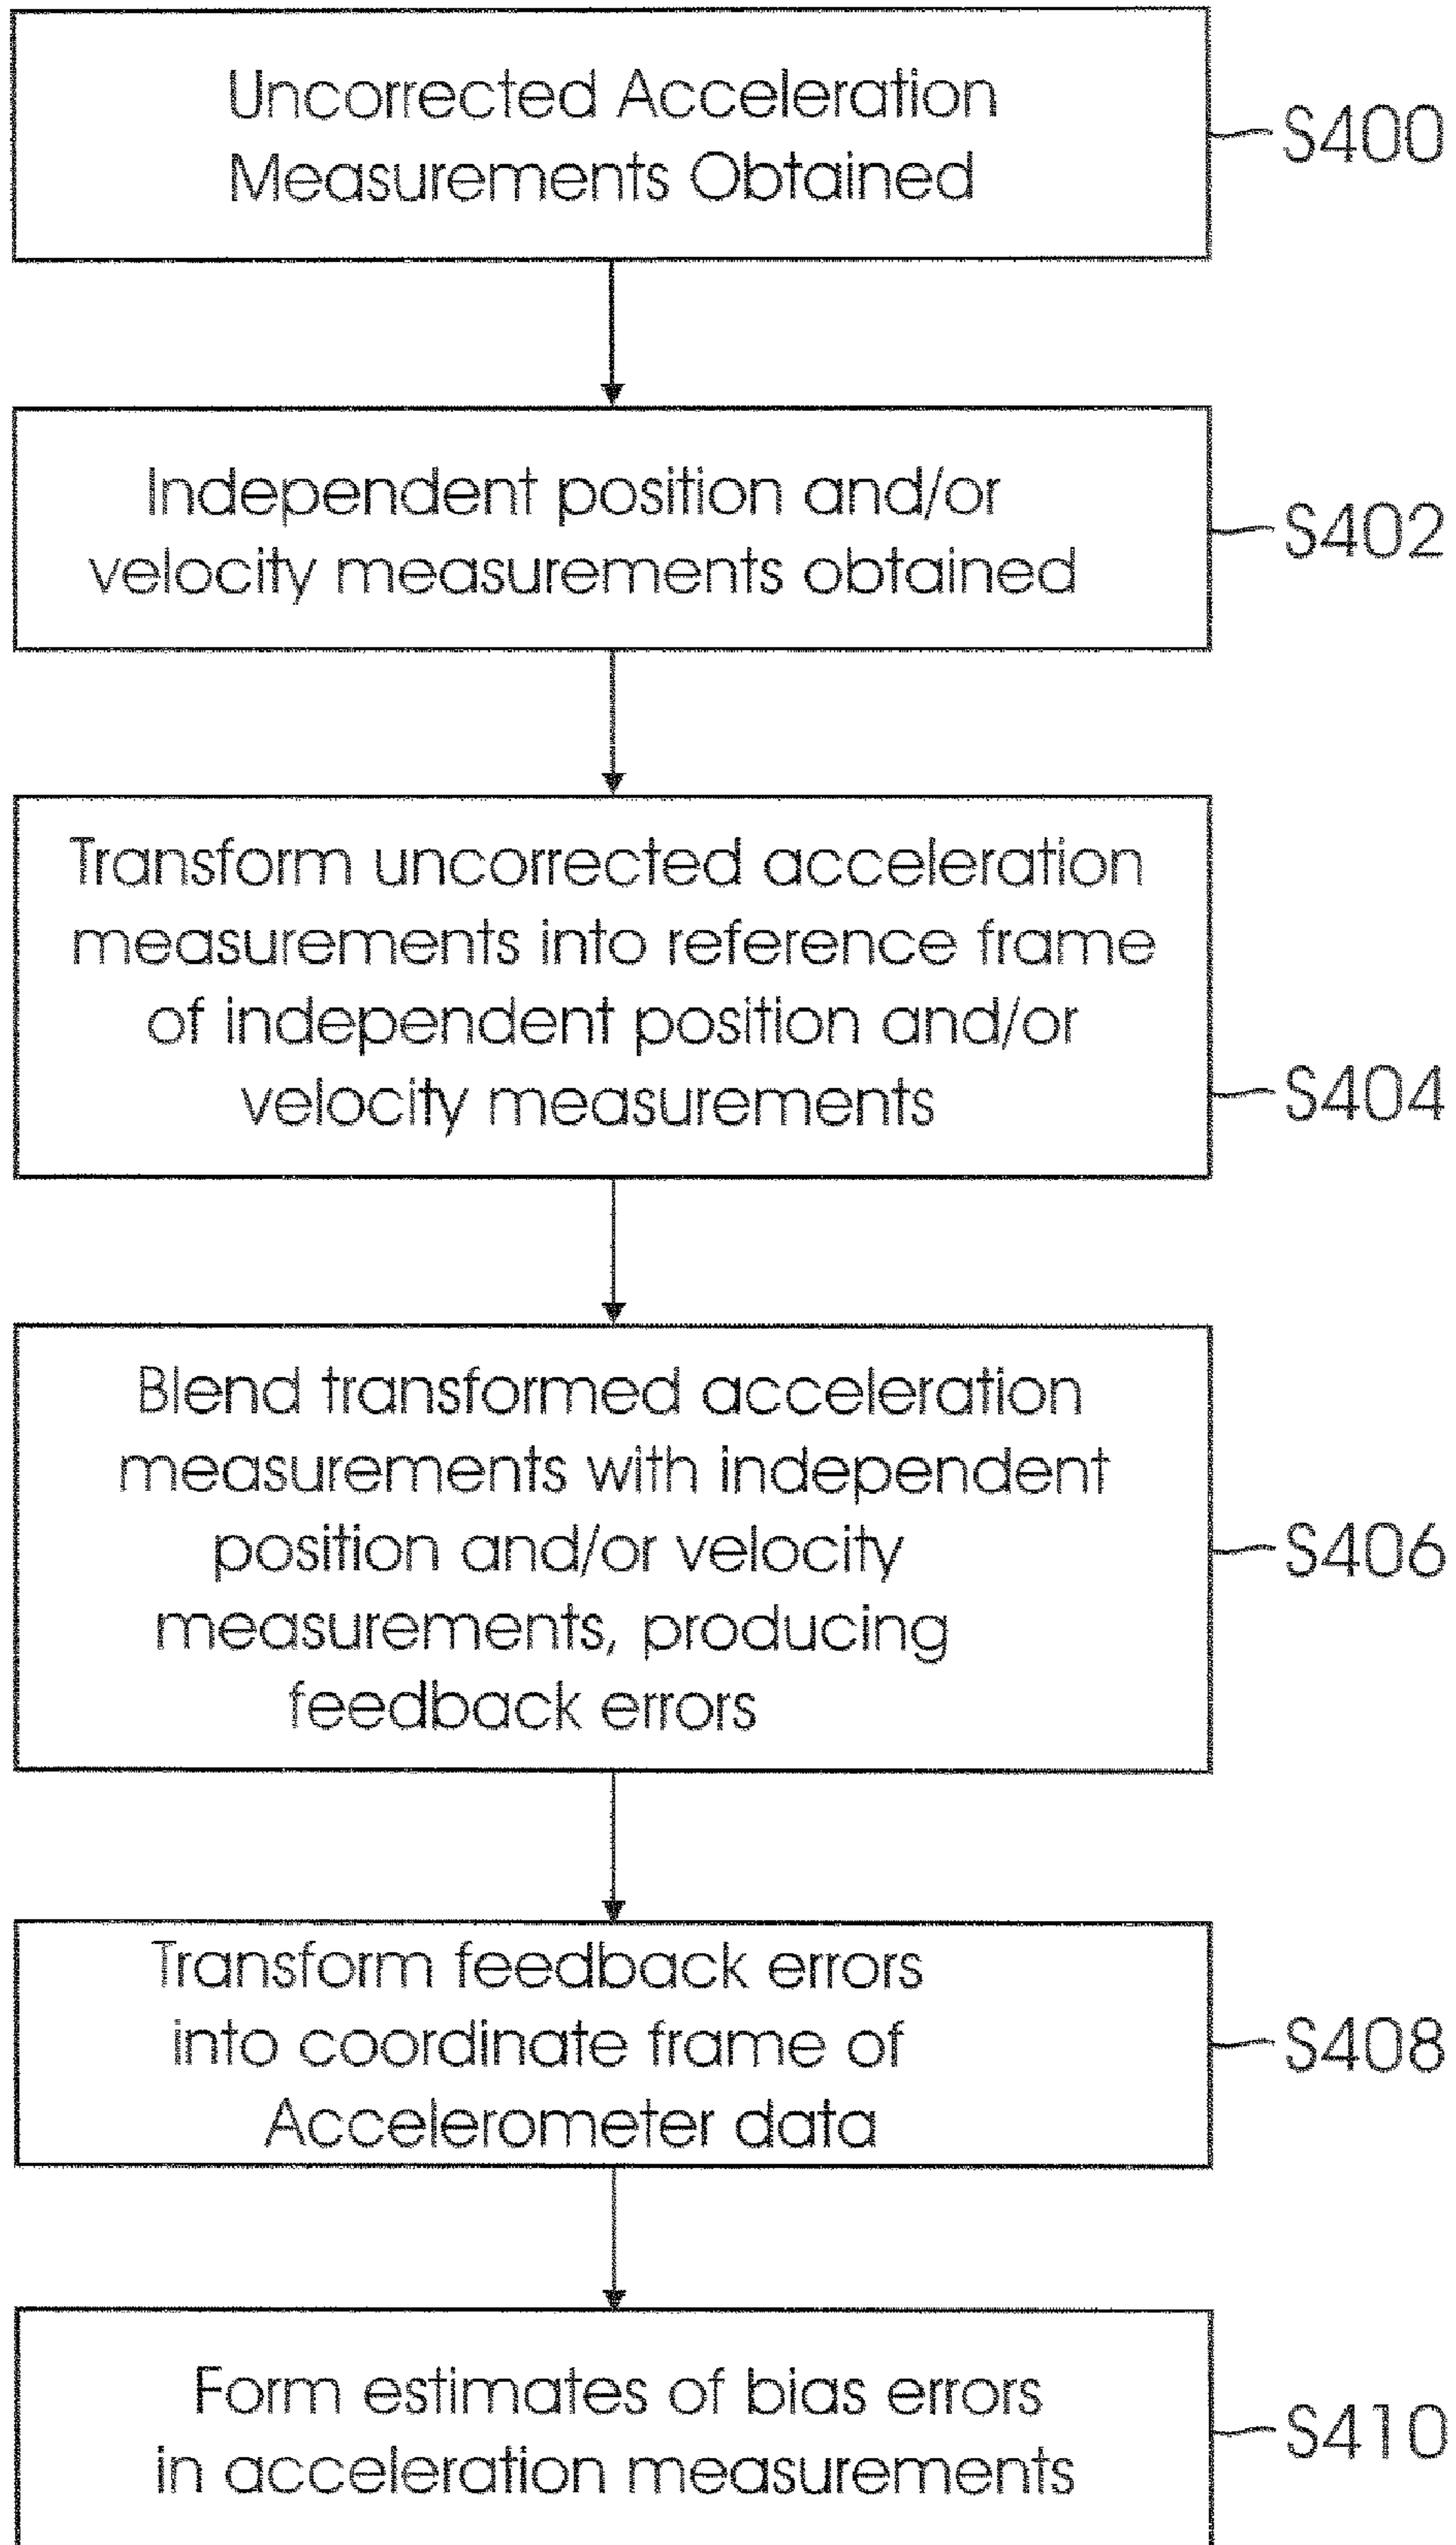 Uncorrected Acceleration
Measurements Obtained
S400
Independent position and/or
velocity measurements obtained
S402
Transform uncorrected acceleration
measurements into reference frame
of independent position and/or
velocity measurements
S404
Blend transformed acceleration
measurements with independent
position and/or velocity
measurements, producing
feedback errors
S406
Transform feedback errors
into coordinate frame of
Accelerometer data
S408
Form estimates of bias errors
in acceleration measurements
S410